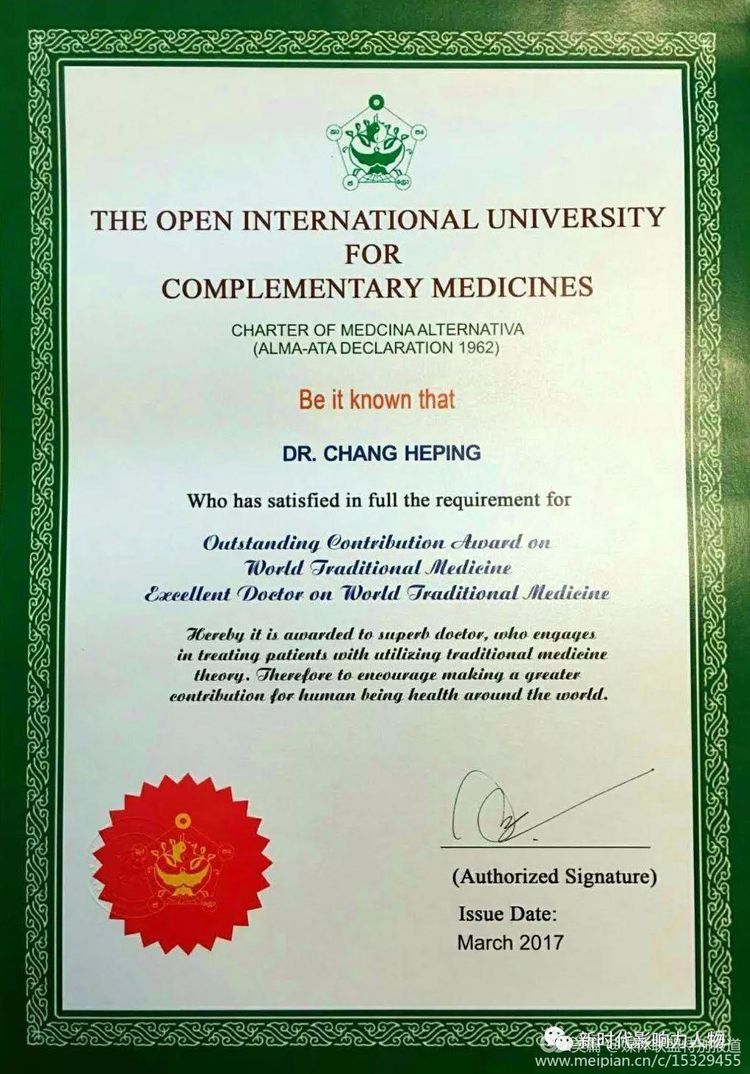 THE OPEN INTERNATIONAL UNIVERSITY
FOR
COMPLEMENTARY MEDICINES
CHARTER OF MEDCINA ALTERNATIVA
(ALMA-ATA DECLARATION 1962)
Be it known that
DR. CHANG HEPING
Who has satisfied in full the requirement for
Outstanding Contribution Award on
World Traditional Medicine
Excellent Doctor on World Traditional Medicine
Hereby it is awarded to superb doctor, who engages
in treating patients with utilizing traditional medicine
theory. Therefore to encourage making a greater
contribution for human being health around the world.
(Authorized Signature)
Issue Date:
March 2017
新时代影响力人物
www.meipian.cn/c/15329455